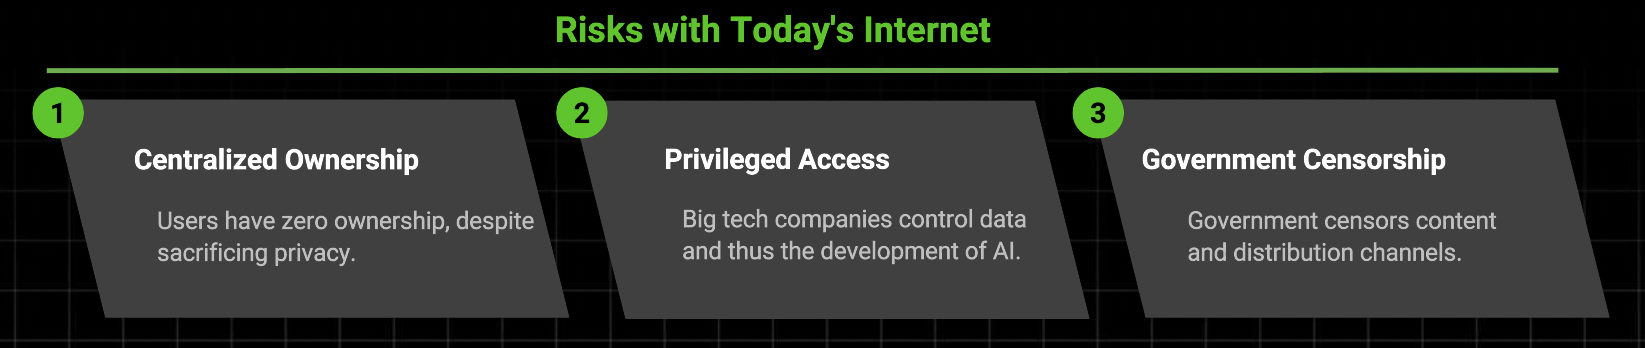 Risks with Today's Internet
1
Centralized Ownership
Users have zero ownership, despite
sacrificing privacy.
2
Privileged Access
Big tech companies control data
and thus the development of AI.
3
Government Censorship
Government censors content
and distribution channels.